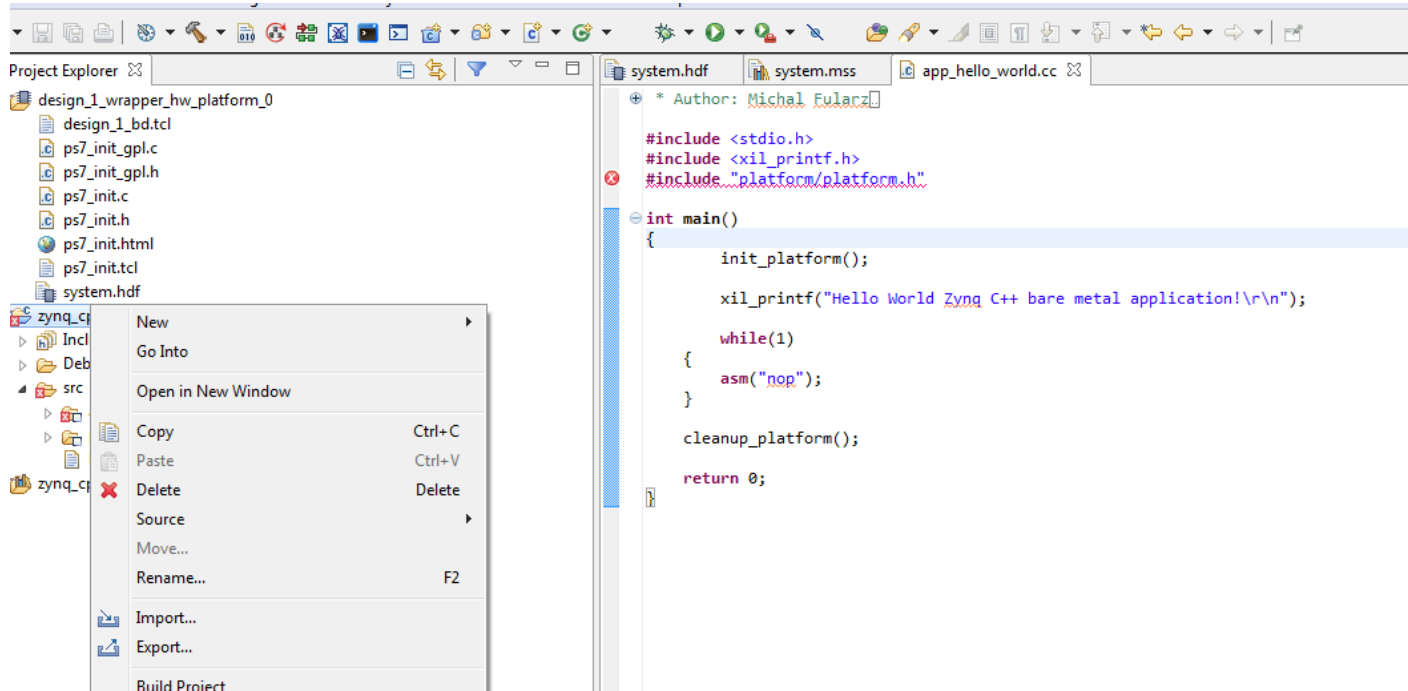 Project Explorer
design_1_wrapper_hw_platform_0
design_1_bd.tcl
ps7_init_gpl.c
ps7_init_gpl.h
ps7_init.c
ps7_init.h
ps7_init.html
ps7_init.tcl
system.hdf
zynq_cp
Incl
Deb
src
zynq_cp
New
Go Into
Open in New Window
Copy Ctrl+C
Paste Ctrl+V
Delete Delete
Source
Move...
Rename... F2
Import...
Export...
Build Project
system.hdf system.mss app_hello_world.cc
* Author: Michal Fularz..
#include <stdio.h>
#include <xil_printf.h>
#include "platform/platform.h"
int main()
{
init_platform();
xil_printf("Hello World Zynq C++ bare metal application!\r\n");
while(1)
{
asm("nop");
}
cleanup_platform();
return 0;
}